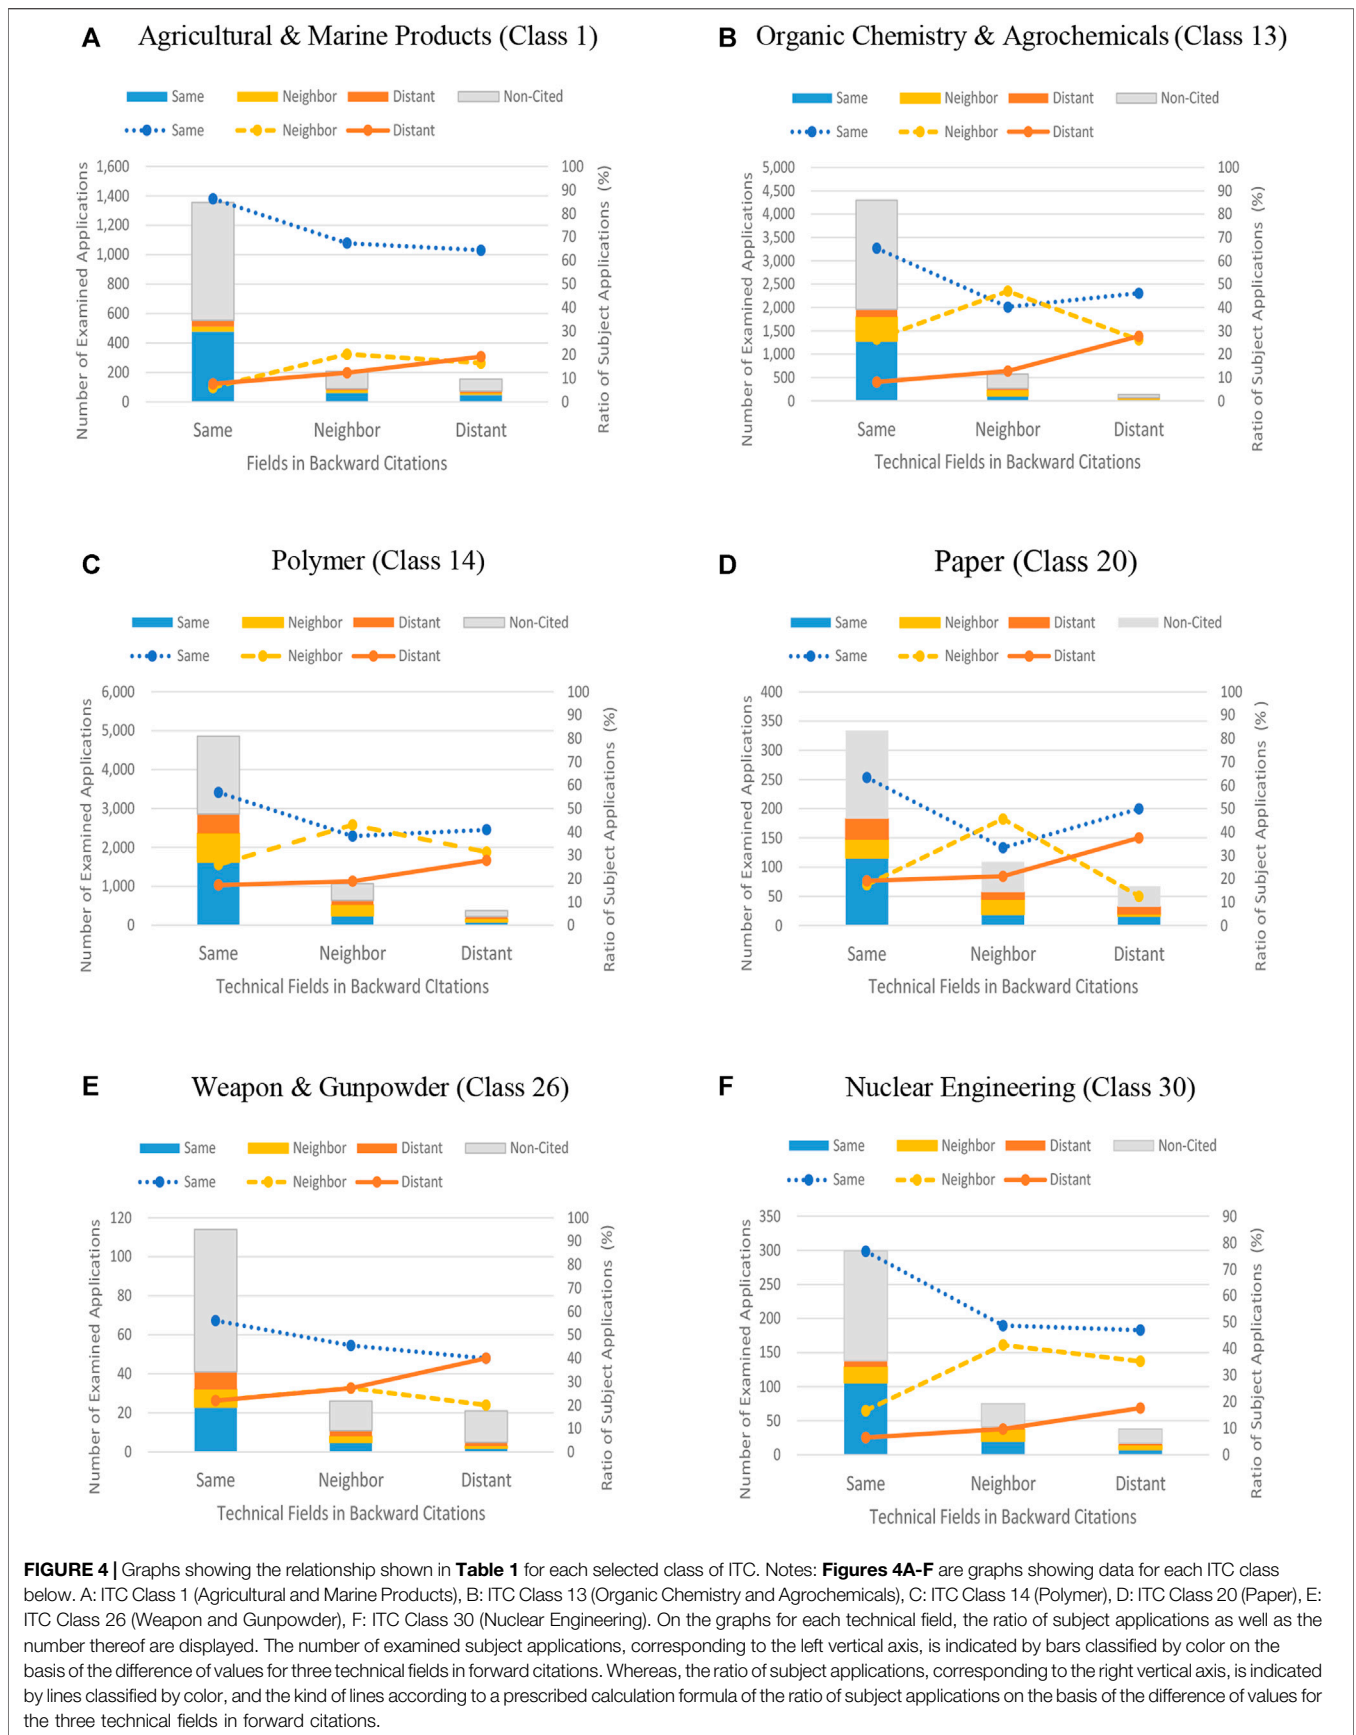 A Agricultural & Marine Products (Class 1)
Same Neighbor Distant Non-Cited
Same Neighbor Distant
Number of Examined Applications
1,600
1,400
1,200
1,000
800
600
400
200
0
100
90
80
70
60
50
40
30
20
10
0
Ratio of Subject Applications (%)
Same Neighbor Distant
Fields in Backward Citations
B Organic Chemistry & Agrochemicals (Class 13)
Same Neighbor Distant Non-Cited
Same Neighbor Distant
Number of Examined Applications
5,000
4,500
4,000
3,500
3,000
2,500
2,000
1,500
1,000
500
0
100
90
80
70
60
50
40
30
20
10
0
Ratio of Subject Applications (%)
Same Neighbor Distant
Technical Fields in Backward Citations
C Polymer (Class 14)
Same Neighbor Distant Non-Cited
Same Neighbor Distant
Number of Examined Applications
6,000
5,000
4,000
3,000
2,000
1,000
0
100
90
80
70
60
50
40
30
20
10
0
Ratio of Subject Applications (%)
Same Neighbor Distant
Technical Fields in Backward CItations
D Paper (Class 20)
Same Neighbor Distant Non-Cited
Same Neighbor Distant
Number of Examined Applications
400
350
300
250
200
150
100
50
0
100
90
80
70
60
50
40
30
20
10
0
Ratio of Subject Applications (% )
Same Neighbor Distant
Technical Fields in Backward Citations
E Weapon & Gunpowder (Class 26)
Same Neighbor Distant Non-Cited
Same Neighbor Distant
Number of Examined Applications
120
100
80
60
40
20
0
100
90
80
70
60
50
40
30
20
10
0
Ratio of Subject Applications (%)
Same Neighbor Distant
Technical Fields in Backward Citations
F Nuclear Engineering (Class 30)
Same Neighbor Distant Non-Cited
Same Neighbor Distant
Number of Examined Applications
350
300
250
200
150
100
50
0
90
80
70
60
50
40
30
20
10
0
Ratio of Subject Applications (%)
Same Neighbor Distant
Technical Fields in Backward Citations
FIGURE 4 | Graphs showing the relationship shown in Table 1 for each selected class of ITC. Notes: Figures 4A-F are graphs showing data for each ITC class
below. A: ITC Class 1 (Agricultural and Marine Products), B: ITC Class 13 (Organic Chemistry and Agrochemicals), C: ITC Class 14 (Polymer), D: ITC Class 20 (Paper), E:
ITC Class 26 (Weapon and Gunpowder), F: ITC Class 30 (Nuclear Engineering). On the graphs for each technical field, the ratio of subject applications as well as the
number thereof are displayed. The number of examined subject applications, corresponding to the left vertical axis, is indicated by bars classified by color on the
basis of the difference of values for three technical fields in forward citations. Whereas, the ratio of subject applications, corresponding to the right vertical axis, is indicated
by lines classified by color, and the kind of lines according to a prescribed calculation formula of the ratio of subject applications on the basis of the difference of values for
the three technical fields in forward citations.